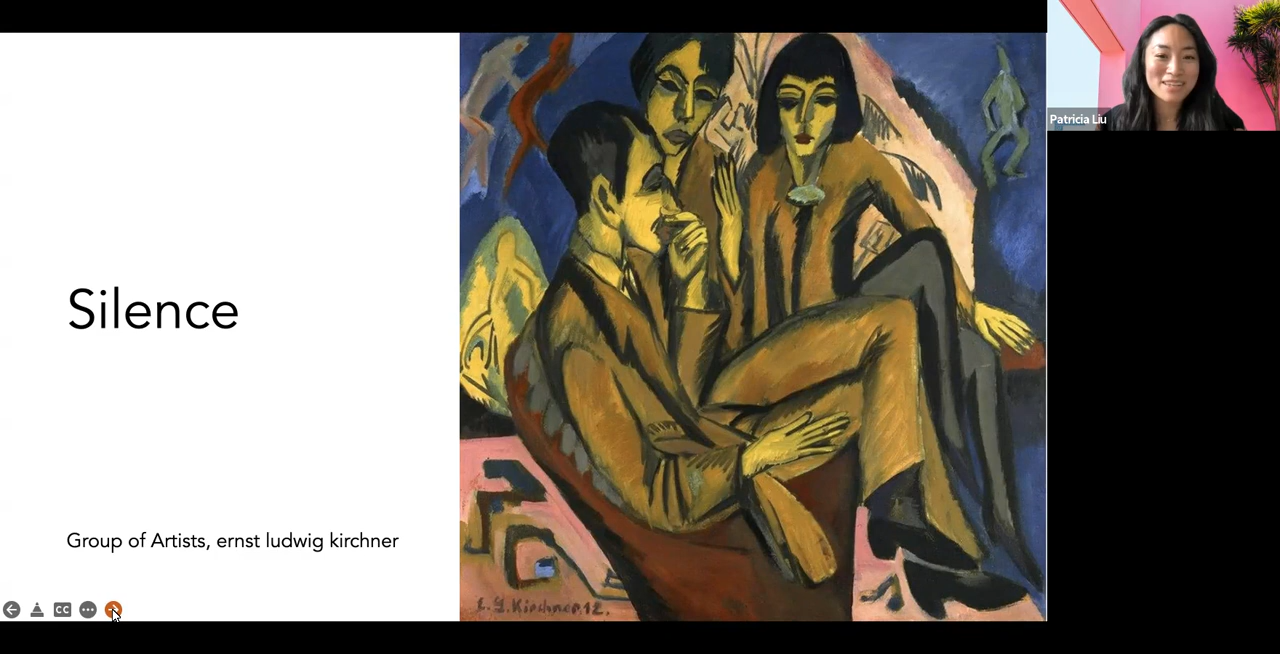 Silence
Group of Artists, ernst ludwig kirchner
E. L. Kirchner. 12.
CC
Patricia Liu